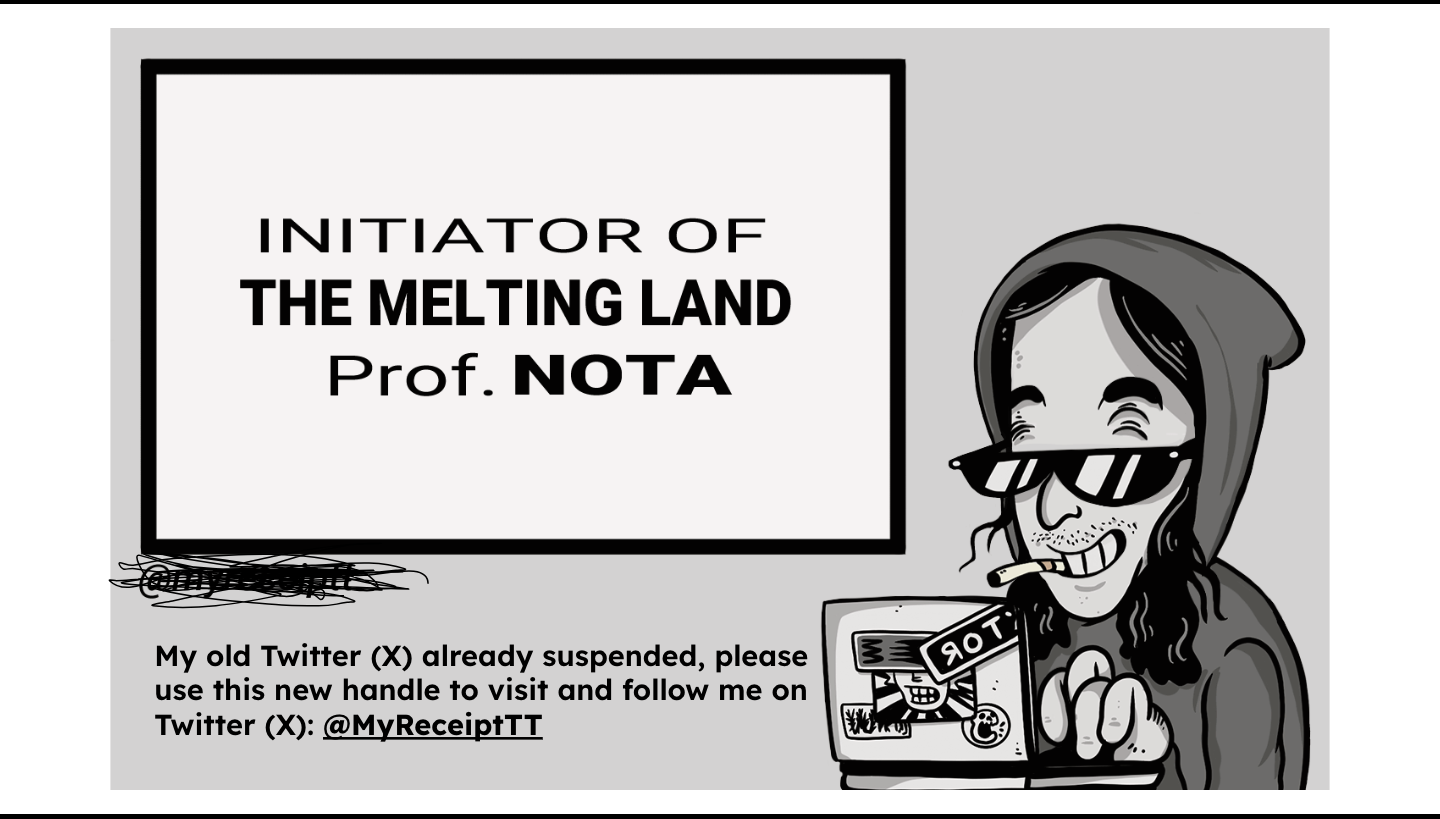 INITIATOR OF
THE MELTING LAND
Prof. NOTA
@myreceiptt
My old Twitter (X) already suspended, please
use this new handle to visit and follow me on
Twitter (X): @MyReceiptTT